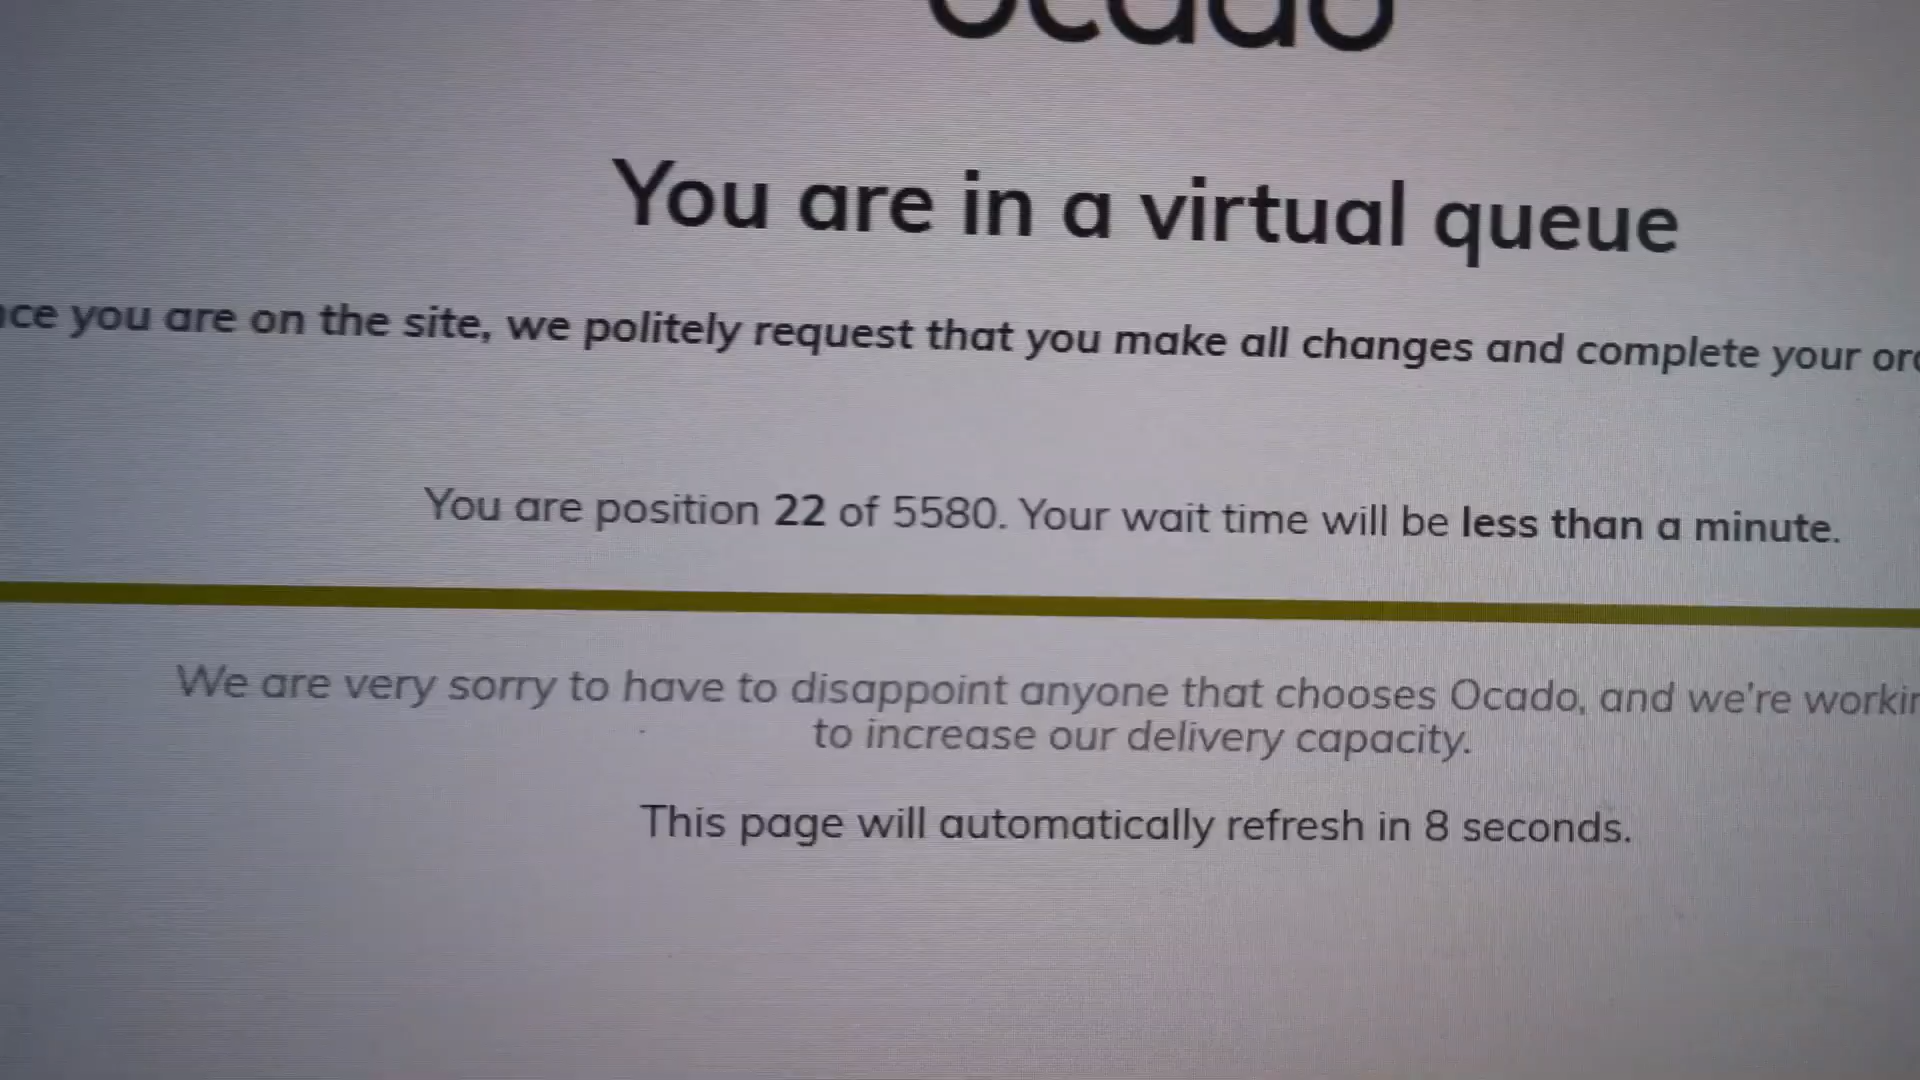 ocado
You are in a virtual queue
you are on the site, we politely request that you make all changes and complete your
You are position 22 of 5580. Your wait time will be less than a minute.
We are very sorry to have to disappoint anyone that chooses Ocado, and we're
to increase our delivery capacity.
This page will automatically refresh in 8 seconds.